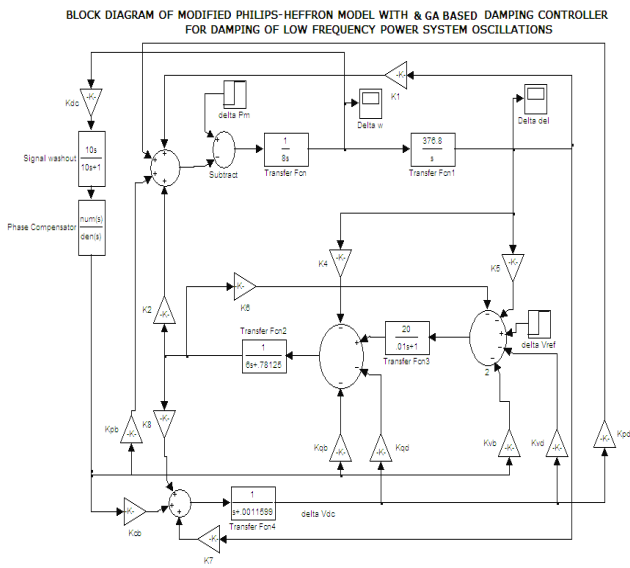 BLOCK DIAGRAM OF MODIFIED PHILIPS-HEFFRON MODEL WITH & GA BASED DAMPING CONTROLLER
FOR DAMPING OF LOW FREQUENCY POWER SYSTEM OSCILLATIONS
Kdc
-K-
Signal washout
10s
10s+1
Phase Compensator
num(s)
den(s)
delta Pm
Subtract
1
8s
Transfer Fcn
Delta w
-K-
K1
376.8
s
Transfer Fcn1
Delta del
K4
-K-
K5
-K-
-K-
K6
K2
-K-
Transfer Fcn2
1
6s+.78125
20
.01s+1
Transfer Fcn3
2
delta Vref
Kpb
-K-
K8
-K-
Kqb
-K-
Kqd
-K-
Kvb
-K-
Kvd
-K-
Kpd
-K-
-K-
Kcb
1
s+.0011599
Transfer Fcn4
delta Vdc
-K-
K7